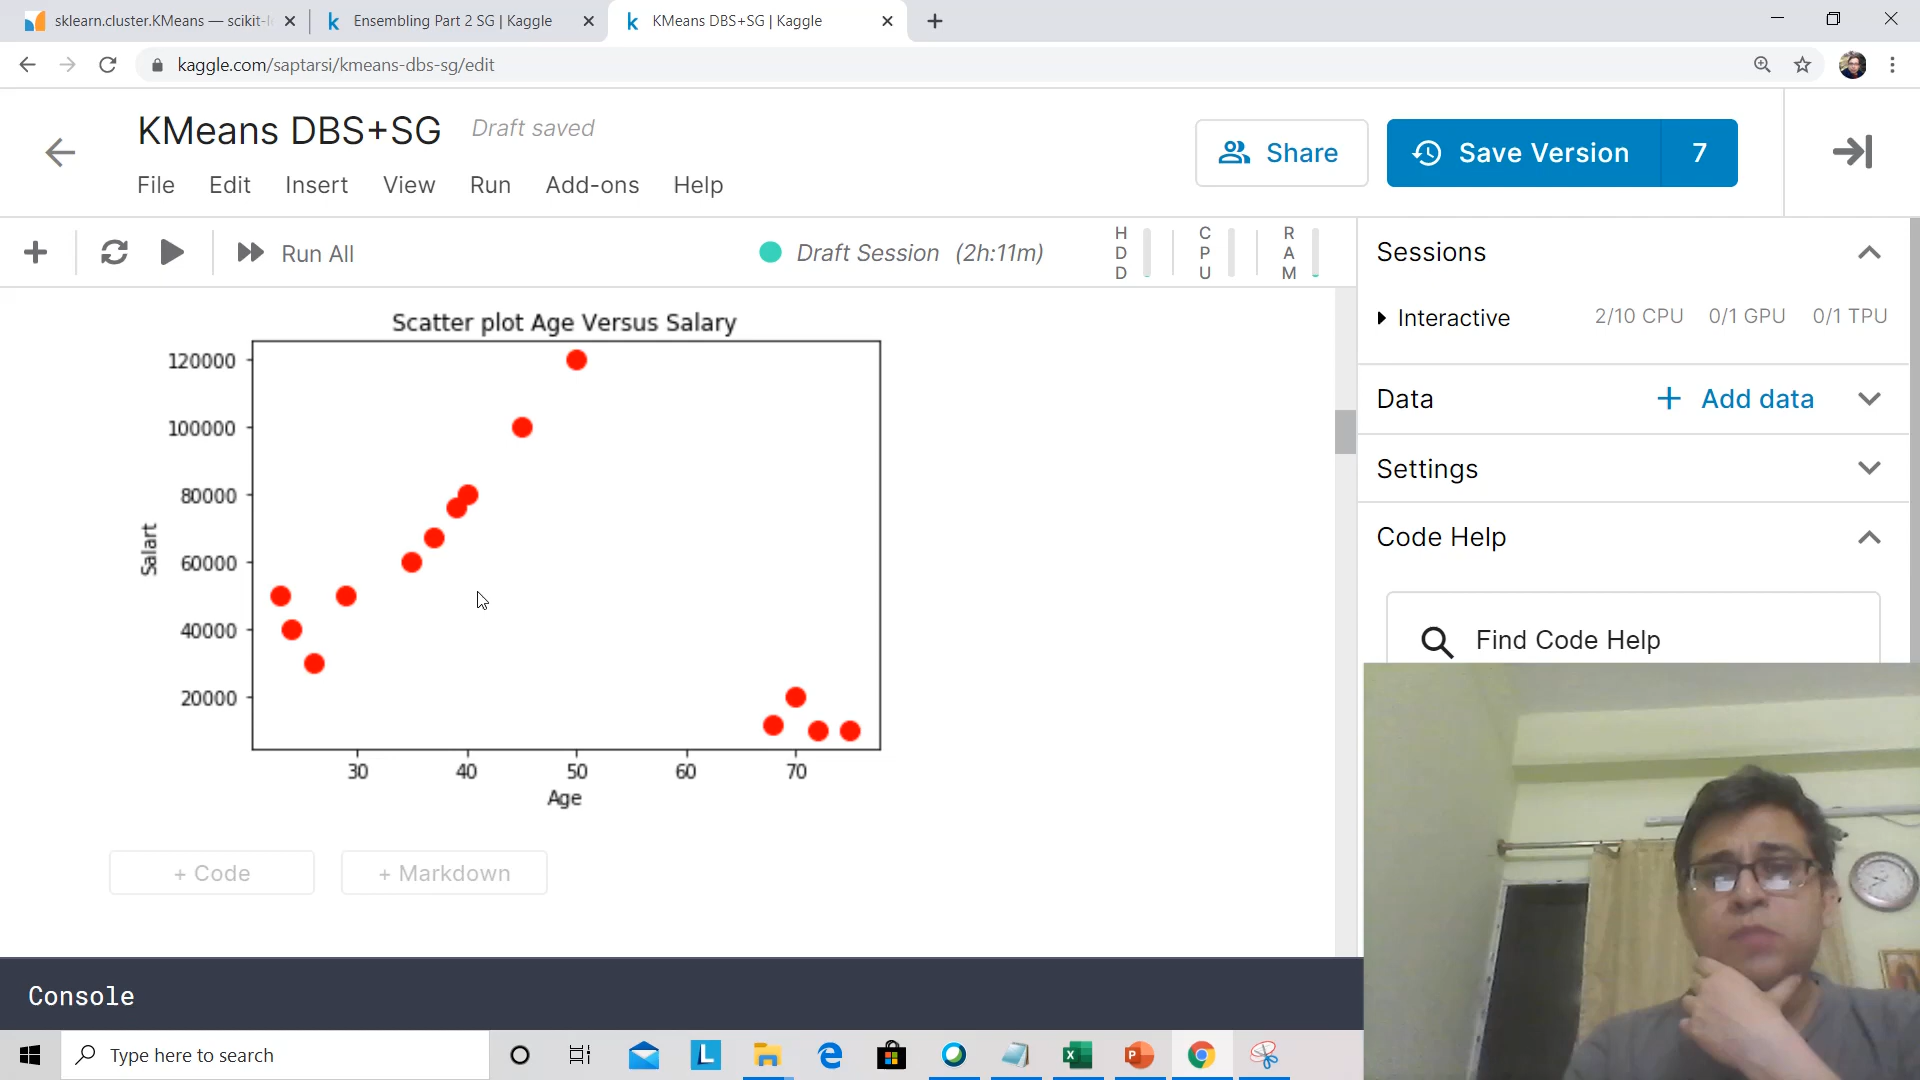 sklearn.cluster.KMeans — scikit-l
Ensembling Part 2 SG | Kaggle
KMeans DBS+SG | Kaggle
kaggle.com/saptarsi/kmeans-dbs-sg/edit
KMeans DBS+SG
Draft saved
Share
Save Version
7
File
Edit
Insert
View
Run
Add-ons
Help
Run All
Draft Session (2h:11m)
HDD
CPU
RAM
Sessions
Interactive
2/10 CPU
0/1 GPU
0/1 TPU
Data
+ Add data
Settings
Code Help
Find Code Help
Scatter plot Age Versus Salary
120000
100000
80000
60000
40000
20000
Salart
30
40
50
60
70
Age
+ Code
+ Markdown
Console
Type here to search